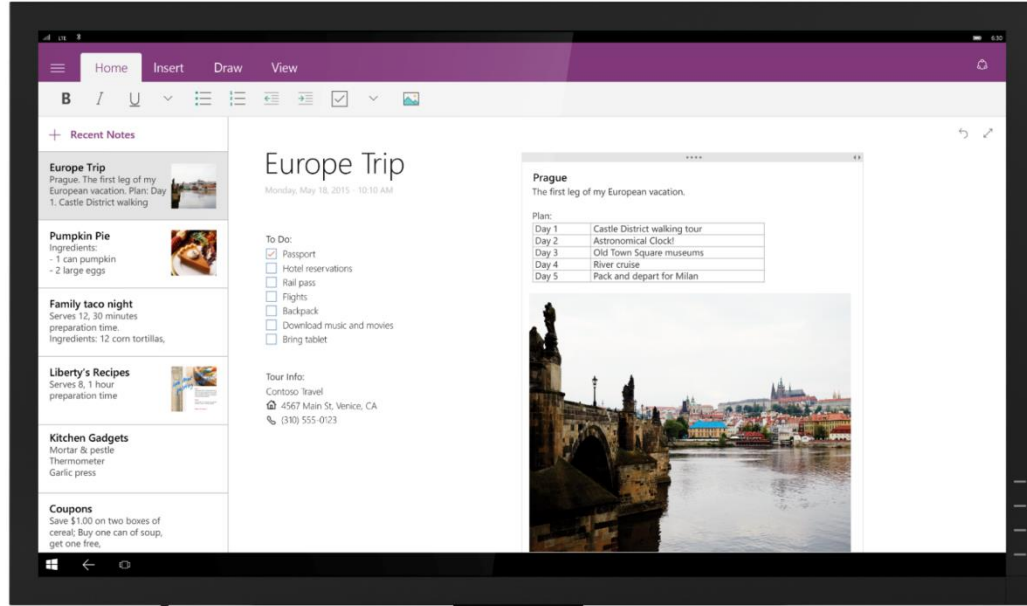 LTE
6:30
Home Insert Draw View
B I U
+ Recent Notes
Europe Trip
Prague. The first leg of my
European vacation. Plan: Day
1. Castle District walking
Pumpkin Pie
Ingredients:
- 1 can pumpkin
- 2 large eggs
Family taco night
Serves 12, 30 minutes
preparation time.
Ingredients: 12 corn tortillas,
Liberty's Recipes
Serves 8, 1 hour
preparation time
Kitchen Gadgets
Mortar & pestle
Thermometer
Garlic press
Coupons
Save $1.00 on two boxes of
cereal; Buy one can of soup,
get one free,
Europe Trip
Monday, May 18, 2015 - 10:10 AM
To Do:
Passport
Hotel reservations
Rail pass
Flights
Backpack
Download music and movies
Bring tablet
Tour Info:
Contoso Travel
4567 Main St, Venice, CA
(310) 555-0123
Prague
The first leg of my European vacation.
Plan:
Day 1 Castle District walking tour
Day 2 Astronomical Clock!
Day 3 Old Town Square museums
Day 4 River cruise
Day 5 Pack and depart for Milan